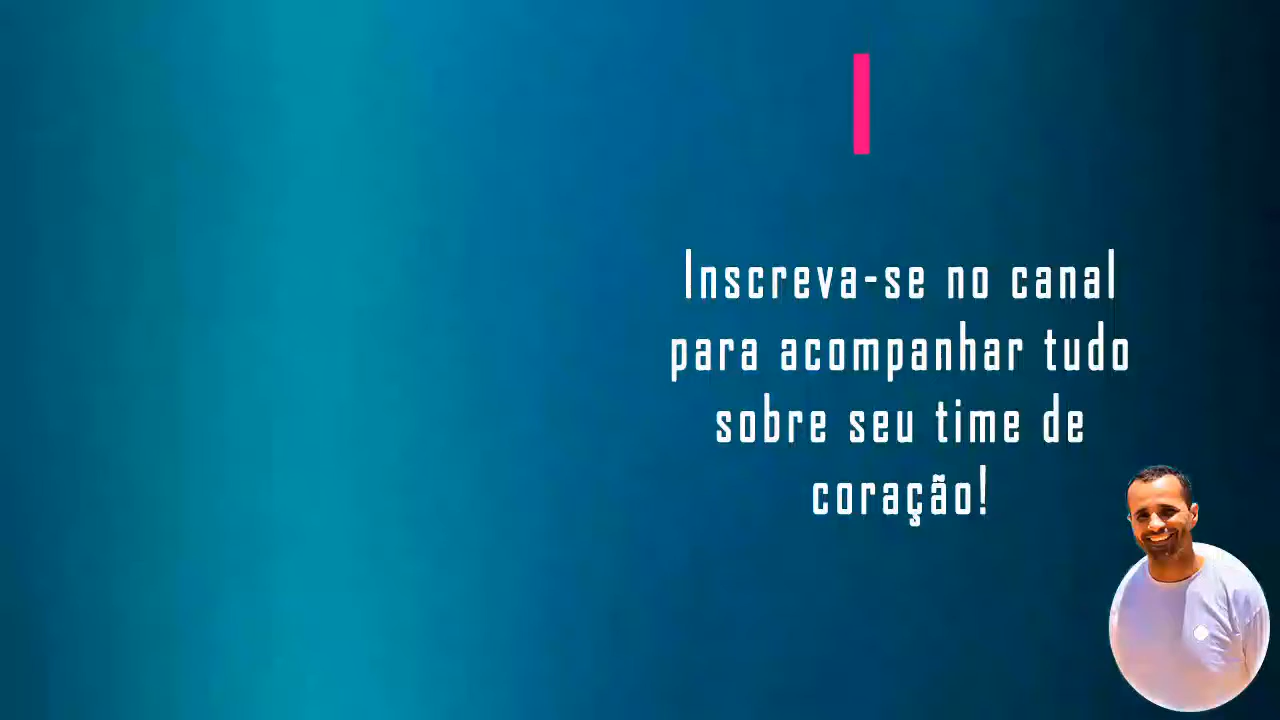 Inscreva-se no canal
para acompanhar tudo
sobre seu time de
coração!